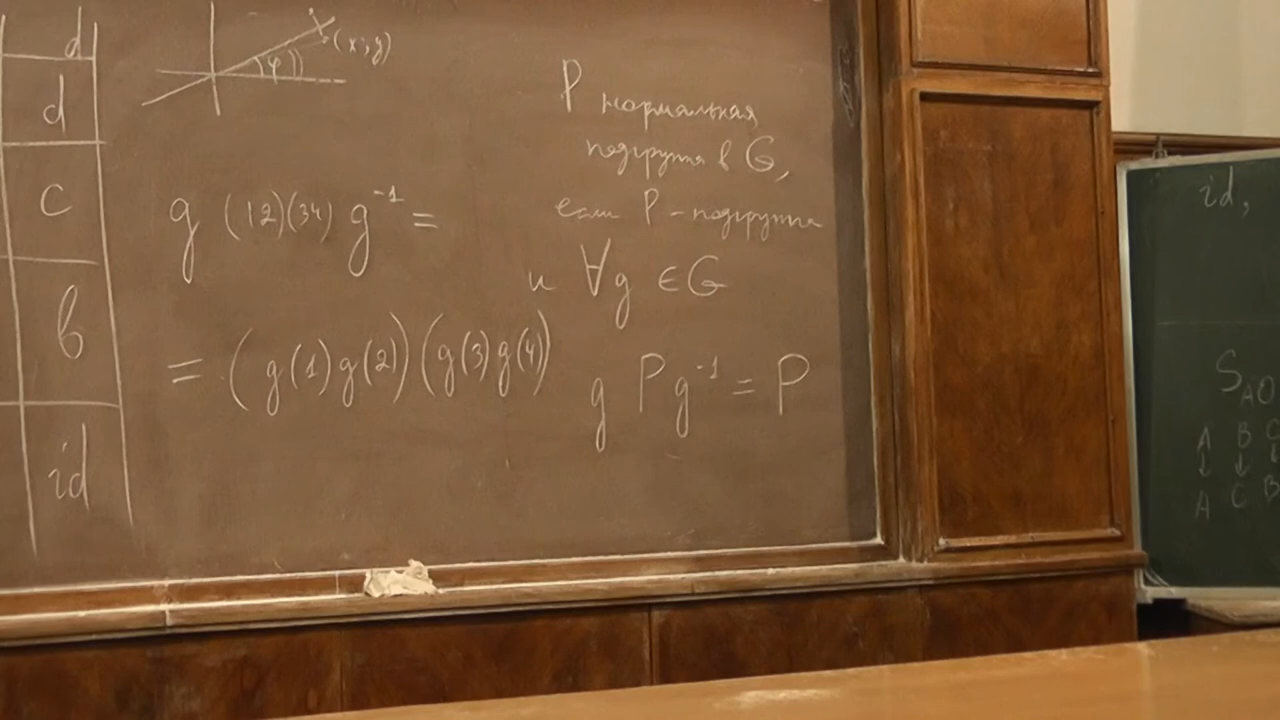 d
d
c
b
id
(x, y)
φ
g (12)(34) g⁻¹ =
= (g(1)g(2))(g(3)g(4))
P нормальная
подгруппа в G,
если P – подгруппа
и ∀g ∈ G
g P g⁻¹ = P
id,
S
A B C
↓ ↓ ↓
A C B